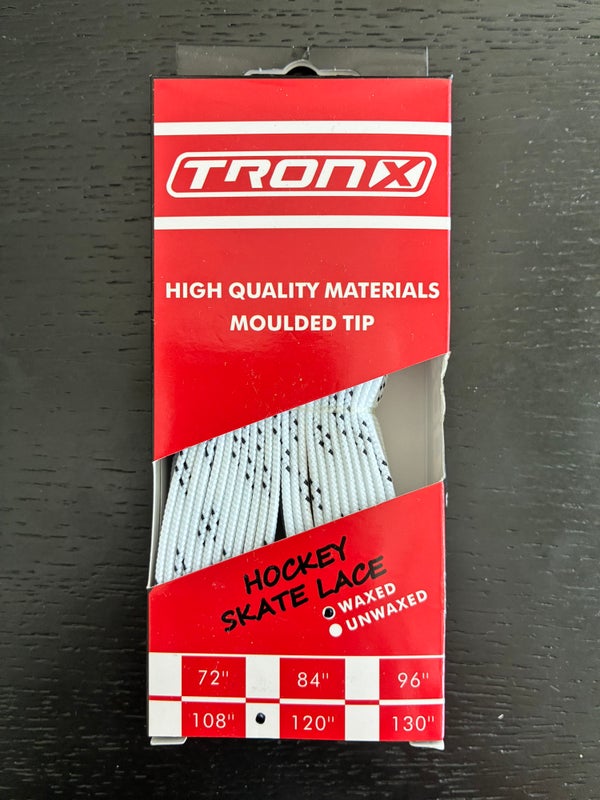 TRONX
HIGH QUALITY MATERIALS
MOULDED TIP
HOCKEY
SKATE LACE
WAXED
UNWAXED
72" 84" 96"
108" 120" 130"